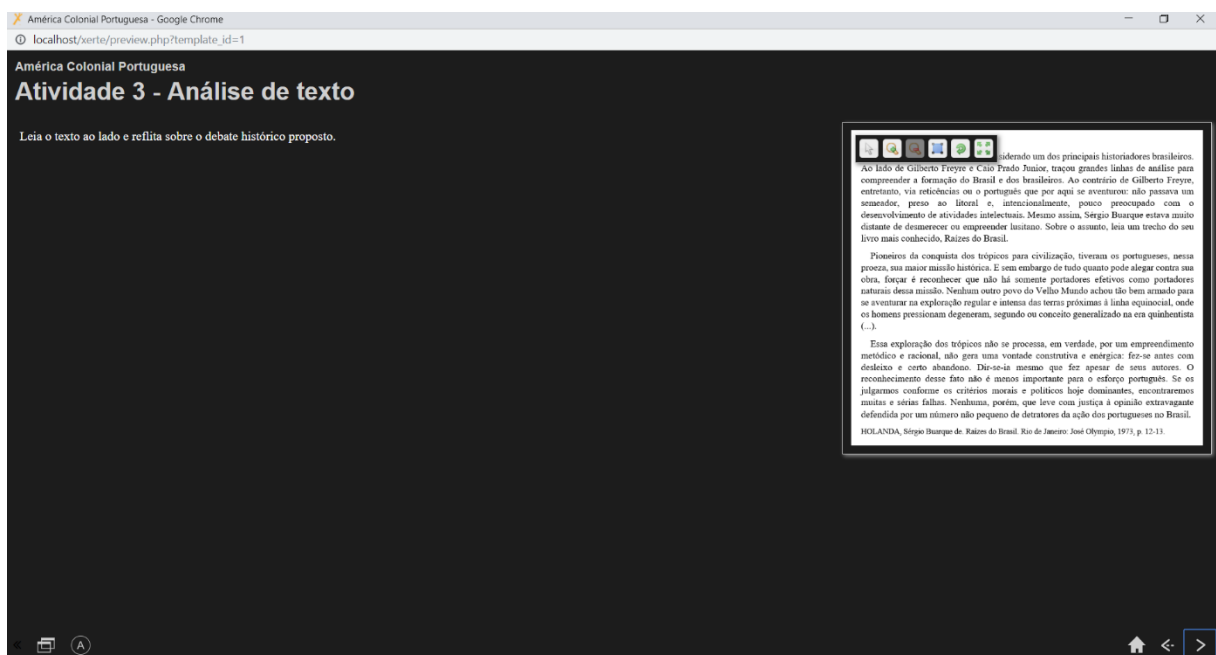 América Colonial Portuguesa - Google Chrome
localhost/xerte/preview.php?template_id=1
América Colonial Portuguesa
Atividade 3 - Análise de texto
Leia o texto ao lado e reflita sobre o debate histórico proposto.
siderado um dos principais historiadores brasileiros.
Ao lado de Gilberto Freyre e Caio Prado Junior, traçou grandes linhas de análise para
compreender a formação do Brasil e dos brasileiros. Ao contrário de Gilberto Freyre,
entretanto, via reticências ou o português que por aqui se aventurou: não passava um
semeador, preso ao litoral e, intencionalmente, pouco preocupado com o
desenvolvimento de atividades intelectuais. Mesmo assim, Sérgio Buarque estava muito
distante de desmerecer ou empreender lusitano. Sobre o assunto, leia um trecho do seu
livro mais conhecido, Raízes do Brasil.
Pioneiros da conquista dos trópicos para civilização, tiveram os portugueses, nessa
proeza, sua maior missão histórica. E sem embargo de tudo quanto pode alegar contra sua
obra, forçar é reconhecer que não há somente portadores efetivos como portadores
naturais dessa missão. Nenhum outro povo do Velho Mundo achou tão bem armado para
se aventurar na exploração regular e intensa das terras próximas á linha equinocial, onde
os homens pressionam degeneram, segundo ou conceito generalizado na era quinhentista
(...).
Essa exploração dos trópicos não se processa, em verdade, por um empreendimento
metódico e racional, não gera uma vontade construtiva e enérgica: fez-se antes com
desleixo e certo abandono. Dir-se-ia mesmo que fez apesar de seus autores. O
reconhecimento desse fato não é menos importante para o esforço português. Se os
julgarmos conforme os critérios morais e políticos hoje dominantes, encontraremos
muitas e sérias falhas. Nenhuma, porém, que leve com justiça á opinião extravagante
defendida por um número não pequeno de detratores da ação dos portugueses no Brasil.
HOLANDA, Sérgio Buarque de. Raízes do Brasil. Rio de Janeiro: José Olympio, 1973, p. 12-13.
A